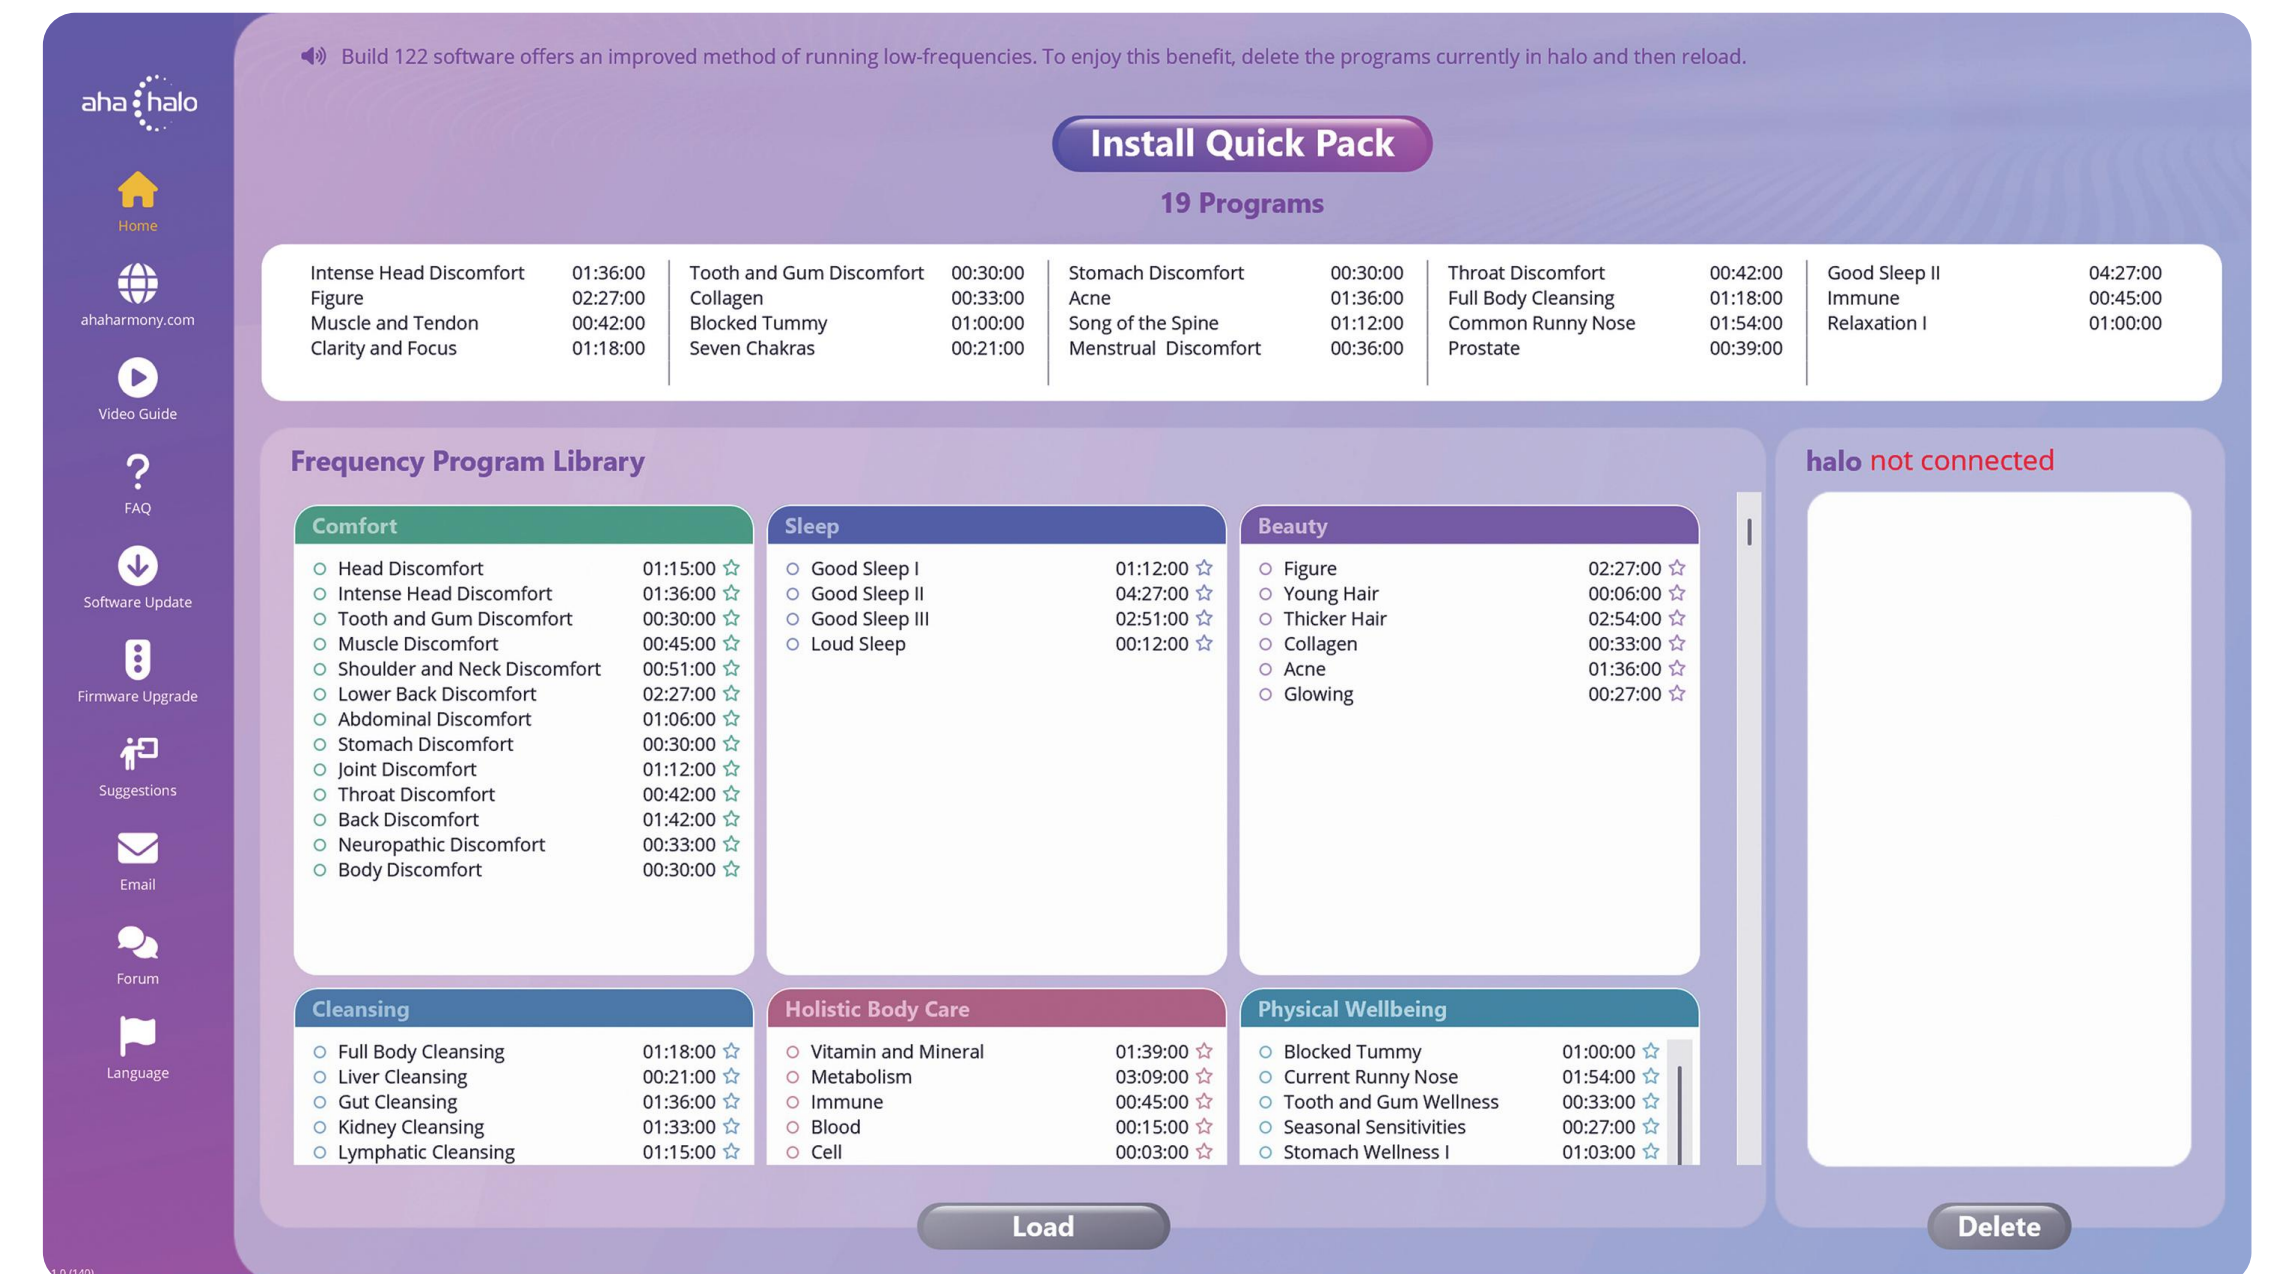 Build 122 software offers an improved method of running low-frequencies. To enjoy this benefit, delete the programs currently in halo and then reload.
aha halo
Home
ahaharmony.com
Video Guide
FAQ
Software Update
Firmware Upgrade
Suggestions
Email
Forum
Language
Install Quick Pack
19 Programs
Intense Head Discomfort 01:36:00
Figure 02:27:00
Muscle and Tendon 00:42:00
Clarity and Focus 01:18:00
Tooth and Gum Discomfort 00:30:00
Collagen 00:33:00
Blocked Tummy 01:00:00
Seven Chakras 00:21:00
Stomach Discomfort 00:30:00
Acne 01:36:00
Song of the Spine 01:12:00
Menstrual Discomfort 00:36:00
Throat Discomfort 00:42:00
Full Body Cleansing 01:18:00
Common Runny Nose 01:54:00
Prostate 00:39:00
Good Sleep II 04:27:00
Immune 00:45:00
Relaxation I 01:00:00
Frequency Program Library
Comfort
Head Discomfort 01:15:00
Intense Head Discomfort 01:36:00
Tooth and Gum Discomfort 00:30:00
Muscle Discomfort 00:45:00
Shoulder and Neck Discomfort 00:51:00
Lower Back Discomfort 02:27:00
Abdominal Discomfort 01:06:00
Stomach Discomfort 00:30:00
Joint Discomfort 01:12:00
Throat Discomfort 00:42:00
Back Discomfort 01:42:00
Neuropathic Discomfort 00:33:00
Body Discomfort 00:30:00
Sleep
Good Sleep I 01:12:00
Good Sleep II 04:27:00
Good Sleep III 02:51:00
Loud Sleep 00:12:00
Beauty
Figure 02:27:00
Young Hair 00:06:00
Thicker Hair 02:54:00
Collagen 00:33:00
Acne 01:36:00
Glowing 00:27:00
Cleansing
Full Body Cleansing 01:18:00
Liver Cleansing 00:21:00
Gut Cleansing 01:36:00
Kidney Cleansing 01:33:00
Lymphatic Cleansing 01:15:00
Holistic Body Care
Vitamin and Mineral 01:39:00
Metabolism 03:09:00
Immune 00:45:00
Blood 00:15:00
Cell 00:03:00
Physical Wellbeing
Blocked Tummy 01:00:00
Current Runny Nose 01:54:00
Tooth and Gum Wellness 00:33:00
Seasonal Sensitivities 00:27:00
Stomach Wellness I 01:03:00
Load
halo not connected
Delete